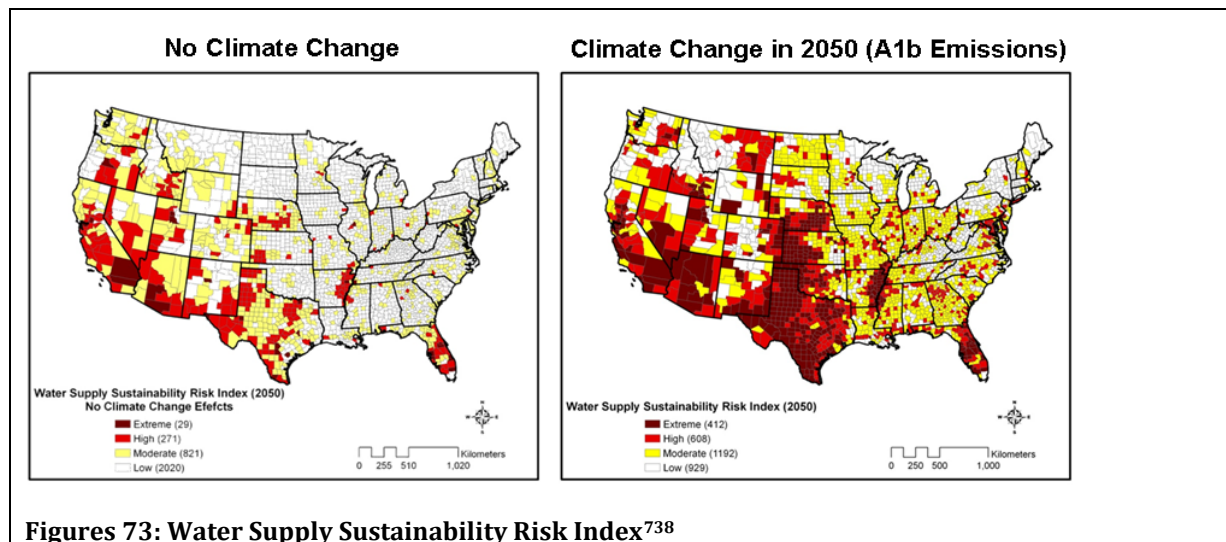 No Climate Change
Climate Change in 2050 (A1b Emissions)
Water Supply Sustainability Risk Index (2050)
No Climate Change Efefcts
Extreme (29)
High (271)
Moderate (821)
Low (2020)
N
W
E
S
Kilometers
0 255 510 1,020
Water Supply Sustainability Risk Index (2050)
Extreme (412)
High (608)
Moderate (1192)
Low (929)
N
W
E
S
Kilometers
0 250 500 1,000
Figures 73: Water Supply Sustainability Risk Index738